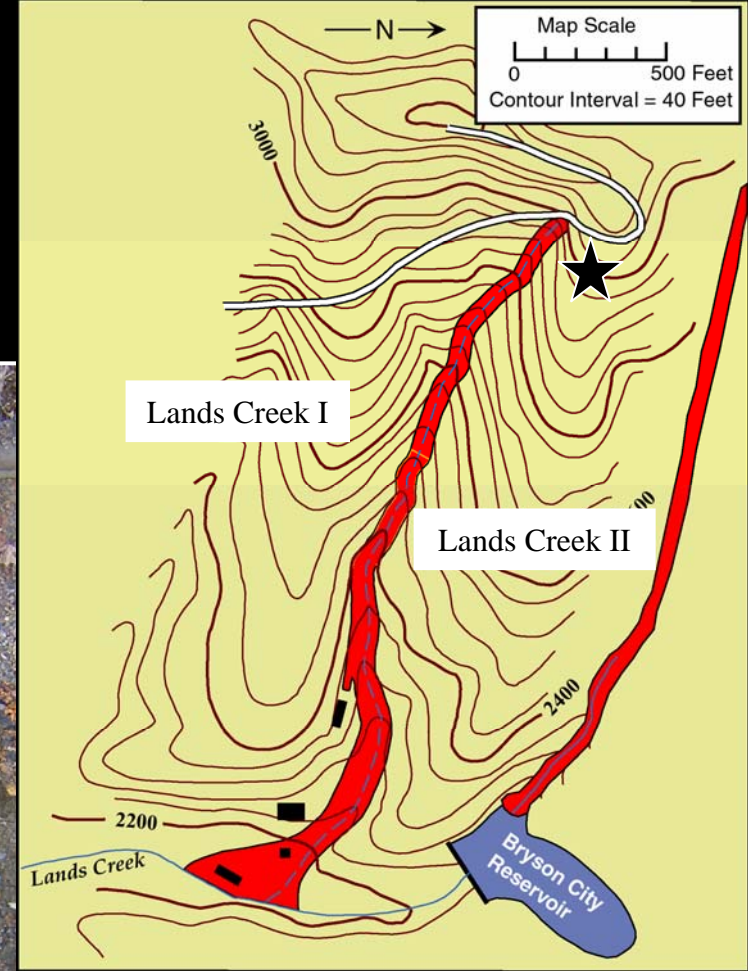 N
Map Scale
0 500 Feet
Contour Interval = 40 Feet
3000
Lands Creek I
Lands Creek II
2400
2200
Lands Creek
Bryson City
Reservoir